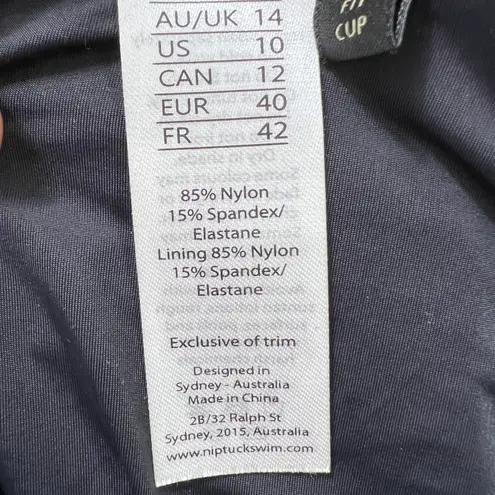 AU/UK 14
US 10
CAN 12
EUR 40
FR 42
85% Nylon
15% Spandex/
Elastane
Lining 85% Nylon
15% Spandex/
Elastane
Exclusive of trim
Designed in
Sydney - Australia
Made in China
2B/32 Ralph St
Sydney, 2015, Australia
www.niptuckswim.com
CUP